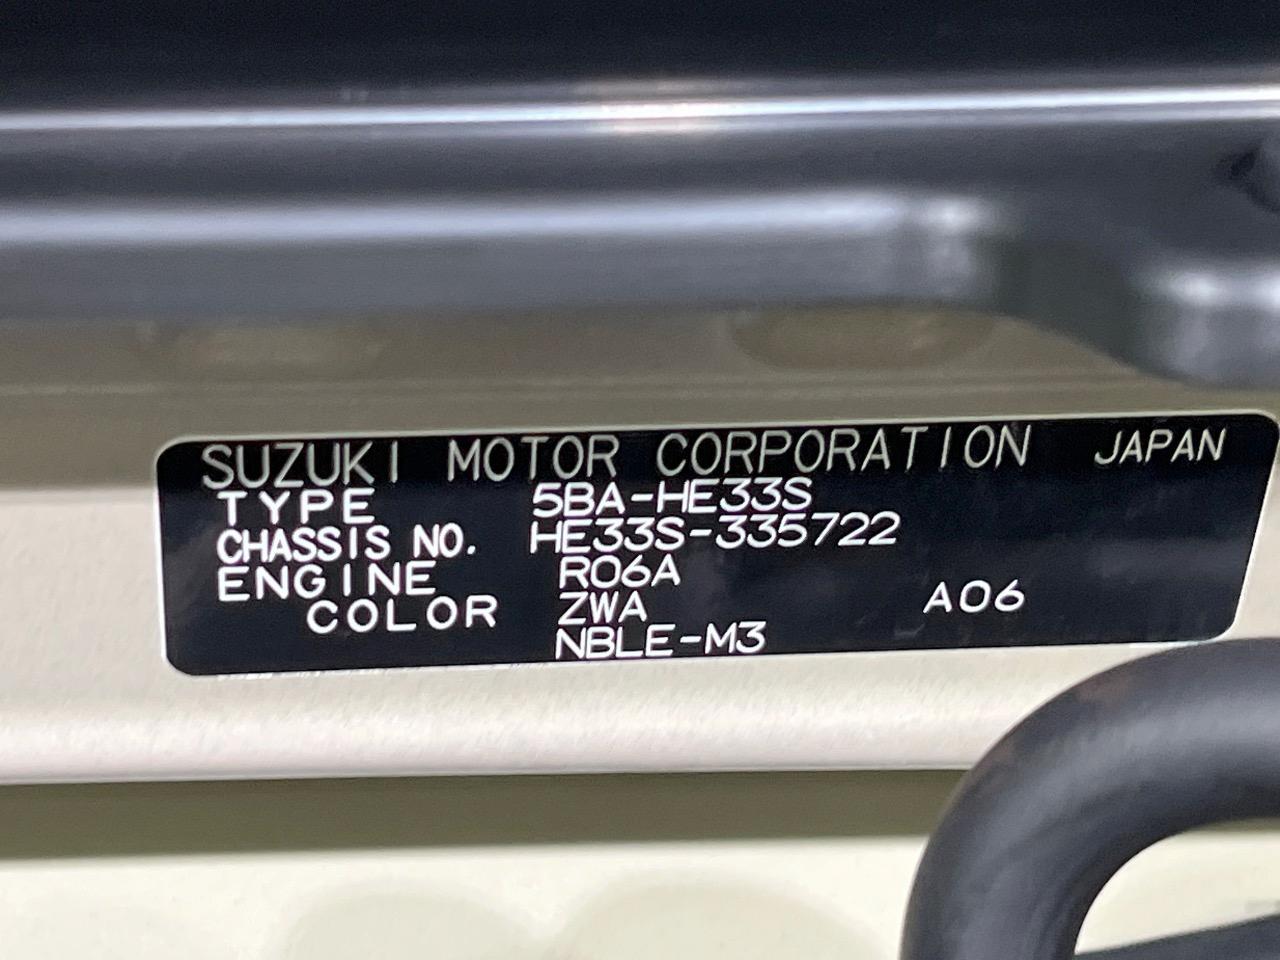 SUZUKI MOTOR CORPORATION JAPAN
TYPE 5BA-HE33S
CHASSIS NO. HE33S-335722
ENGINE R06A
COLOR ZWA A06
NBLE-M3